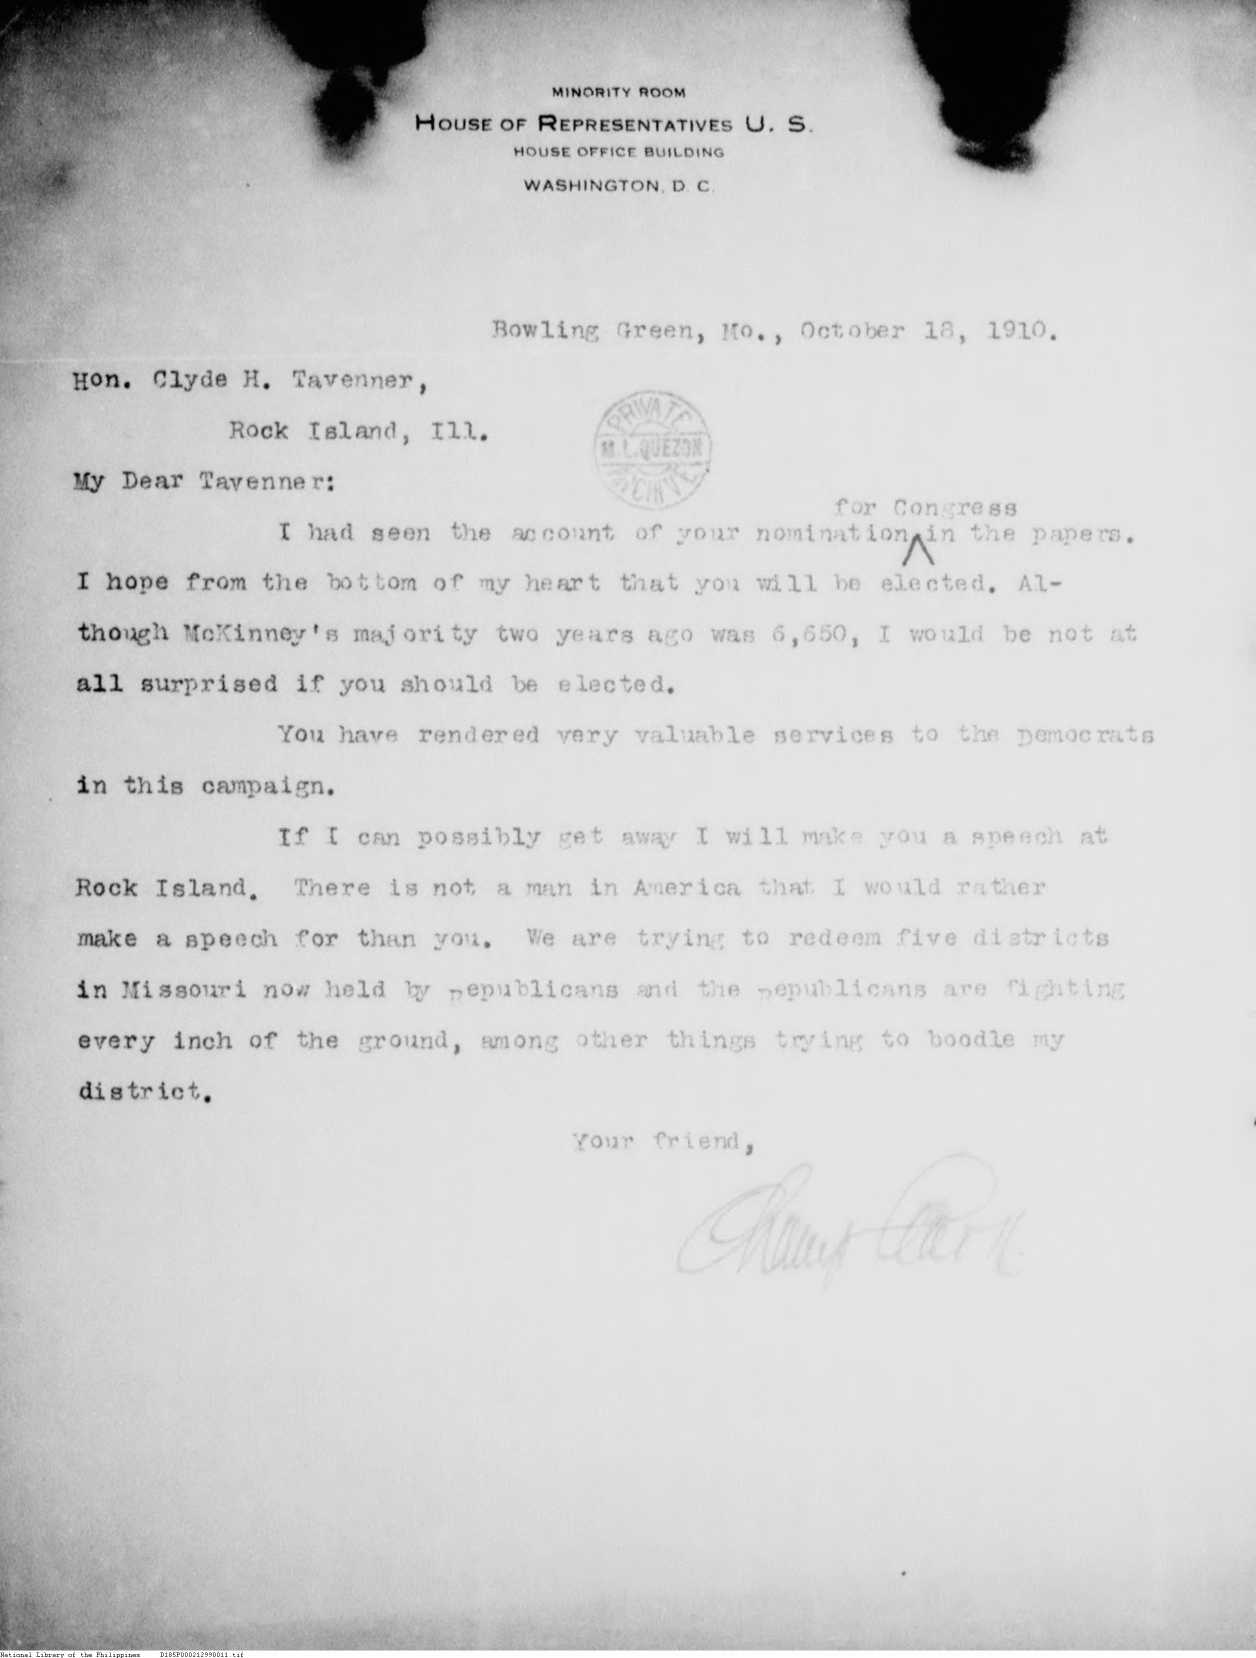 MINORITY ROOM
HOUSE OF REPRESENTATIVES U. S.
HOUSE OFFICE BUILDING
WASHINGTON, D. C.
Bowling Green, Mo., October 18, 1910.
Hon. Clyde H. Tavenner,
Rock Island, Ill.
PRIVATE
M. L. QUEZON
My Dear Tavenner:
for Congress
I had seen the account of your nomination in the papers.
I hope from the bottom of my heart that you will be elected. Al-
though McKinney's majority two years ago was 6,650, I would be not at
all surprised if you should be elected.
You have rendered very valuable services to the Democrats
in this campaign.
If I can possibly get away I will make you a speech at
Rock Island. There is not a man in America that I would rather
make a speech for than you. We are trying to redeem five districts
in Missouri now held by Republicans and the Republicans are fighting
every inch of the ground, among other things trying to boodle my
district.
Your friend,
Champ Clark
National Library of the Philippines D185P000212990011.tif